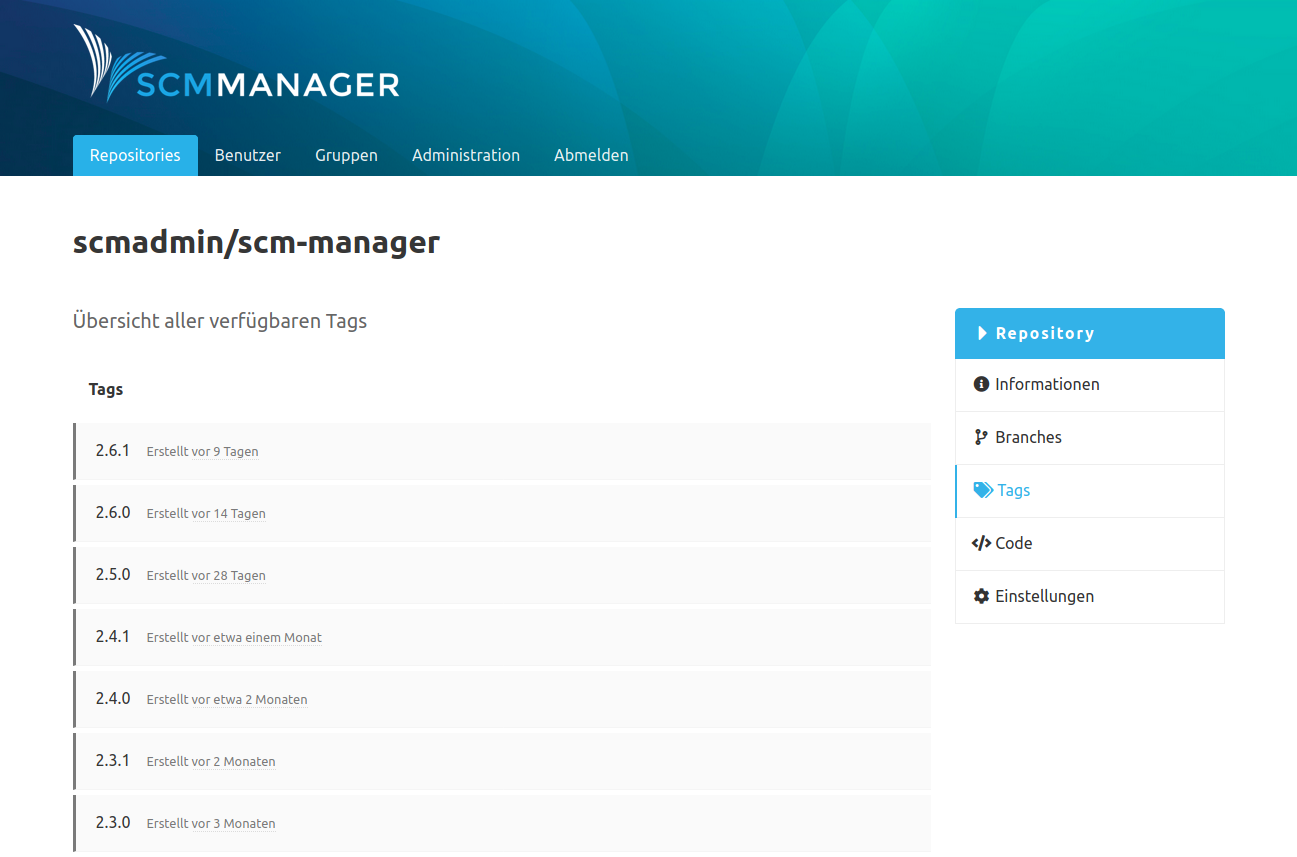 SCMMANAGER
Repositories Benutzer Gruppen Administration Abmelden
scmadmin/scm-manager
Übersicht aller verfügbaren Tags
Tags
2.6.1 Erstellt vor 9 Tagen
2.6.0 Erstellt vor 14 Tagen
2.5.0 Erstellt vor 28 Tagen
2.4.1 Erstellt vor etwa einem Monat
2.4.0 Erstellt vor etwa 2 Monaten
2.3.1 Erstellt vor 2 Monaten
2.3.0 Erstellt vor 3 Monaten
Repository
Informationen
Branches
Tags
Code
Einstellungen